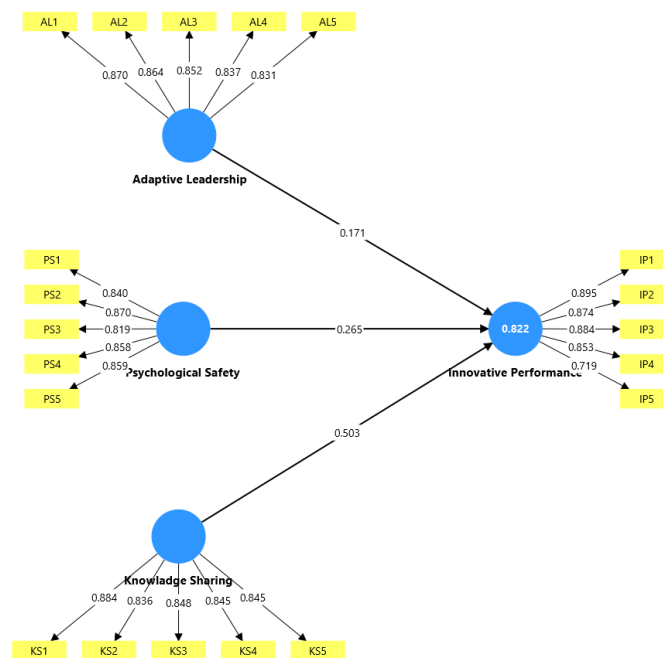 AL1 AL2 AL3 AL4 AL5
0.870 0.864 0.852 0.837 0.831
Adaptive Leadership
0.171
PS1
PS2
PS3
PS4
PS5
0.840
0.870
0.819
0.858
0.859
Psychological Safety
0.265
0.822
Innovative Performance
IP1
IP2
IP3
IP4
IP5
0.895
0.874
0.884
0.853
0.719
0.503
Knowladge Sharing
0.884 0.836 0.848 0.845 0.845
KS1 KS2 KS3 KS4 KS5